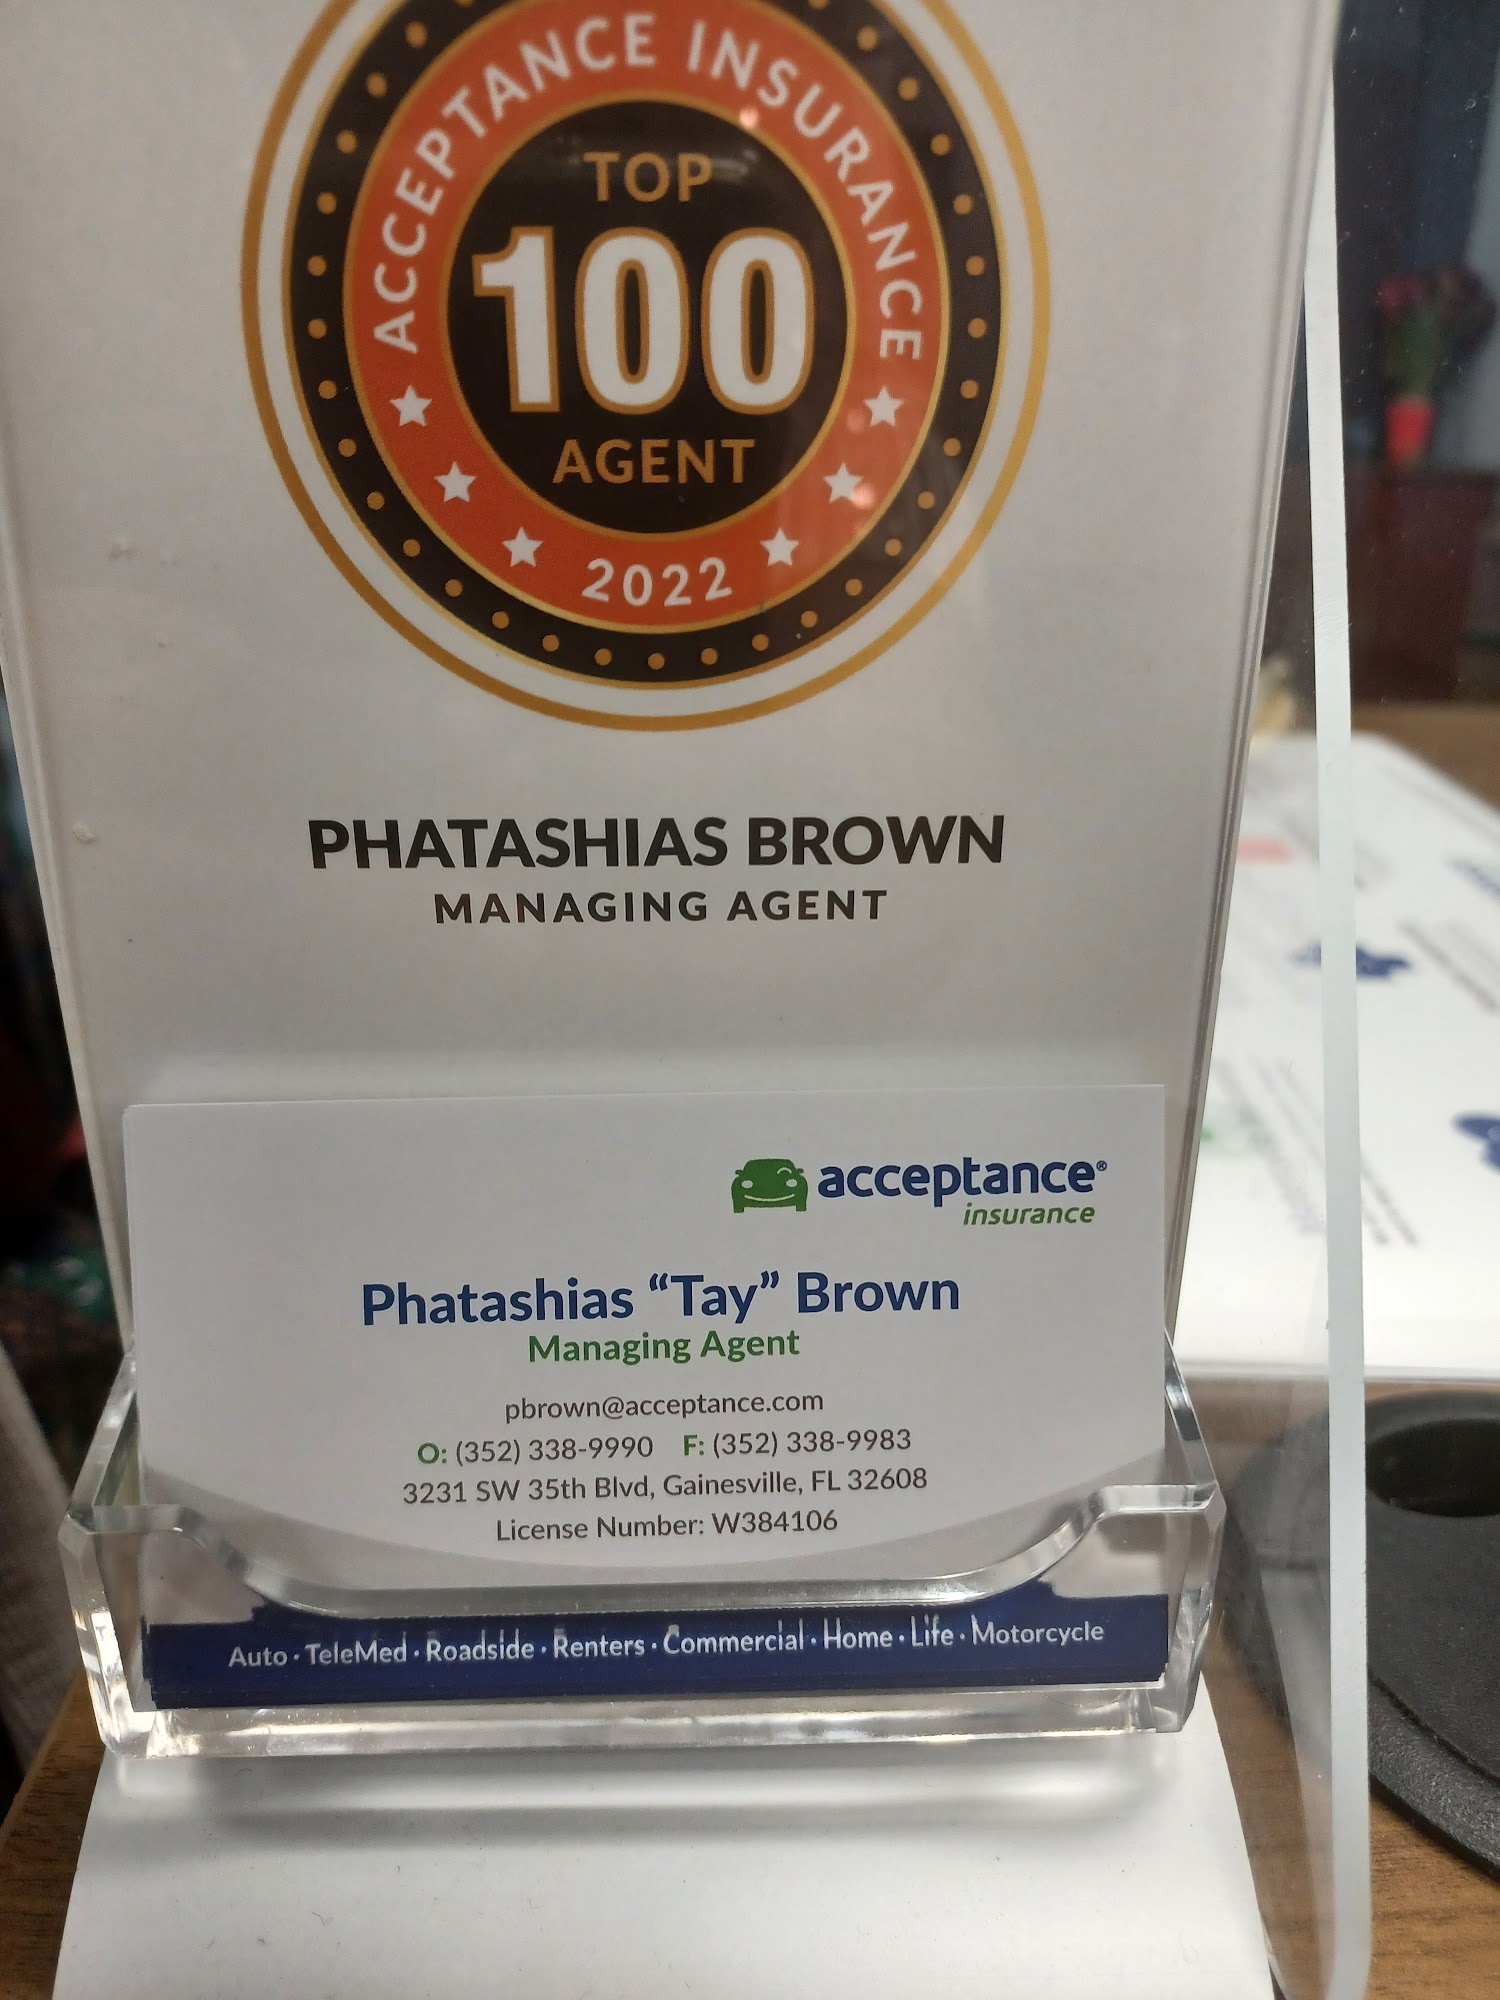 ACCEPTANCE INSURANCE
TOP
100
AGENT
2022
PHATASHIAS BROWN
MANAGING AGENT
acceptance®
insurance
Phatashias “Tay” Brown
Managing Agent
pbrown@acceptance.com
O: (352) 338-9990 F: (352) 338-9983
3231 SW 35th Blvd, Gainesville, FL 32608
License Number: W384106
Auto · TeleMed · Roadside · Renters · Commercial · Home · Life · Motorcycle